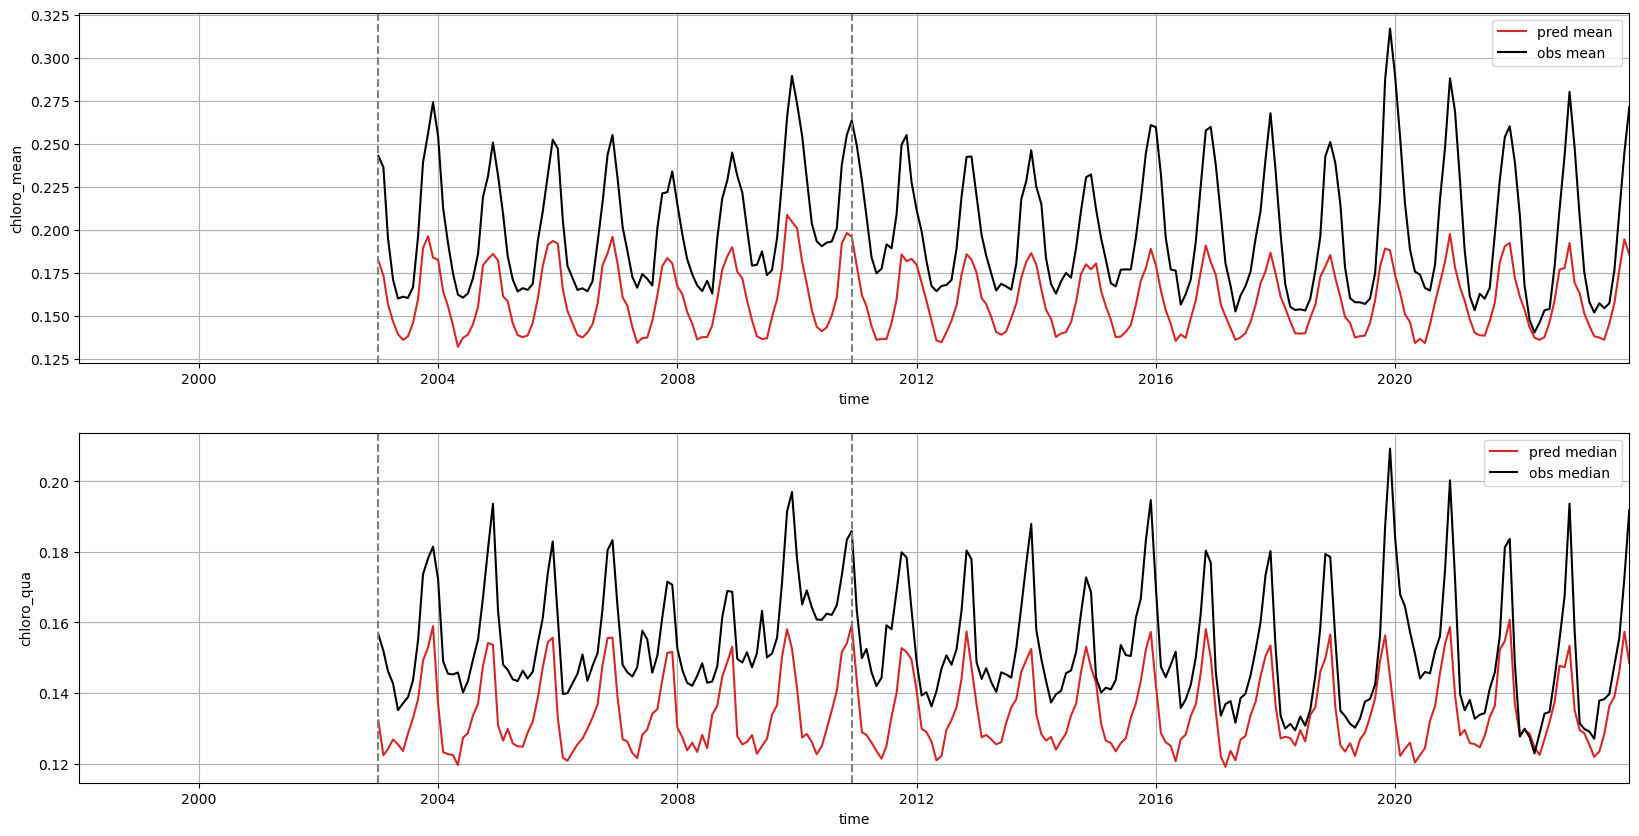 0.325
0.300
0.275
0.250
0.225
0.200
0.175
0.150
0.125
chloro_mean
pred mean
obs mean
2000 2004 2008 2012 2016 2020
time
0.20
0.18
0.16
0.14
0.12
chloro_qua
pred median
obs median
2000 2004 2008 2012 2016 2020
time